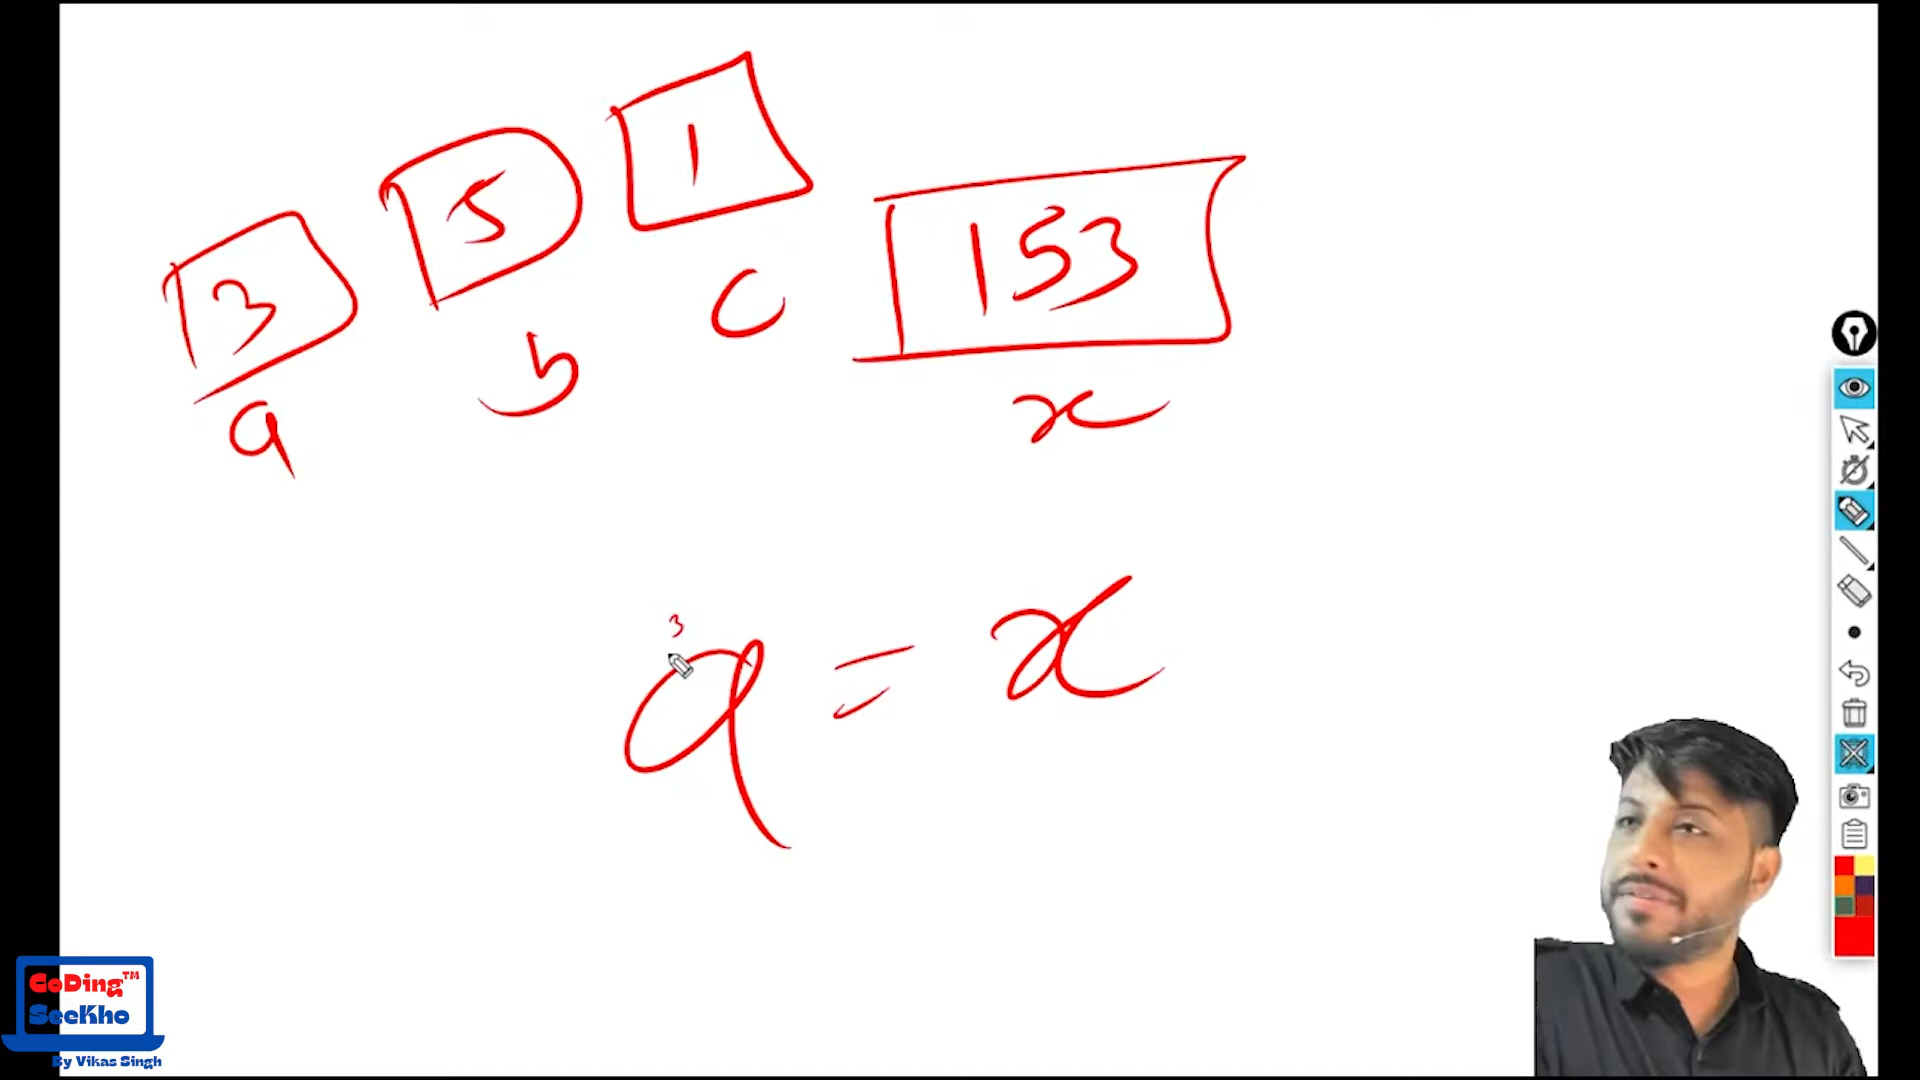 3 5 1 153
a b c x
3
a = x
CoDing™
SeeKho
By Vikas Singh